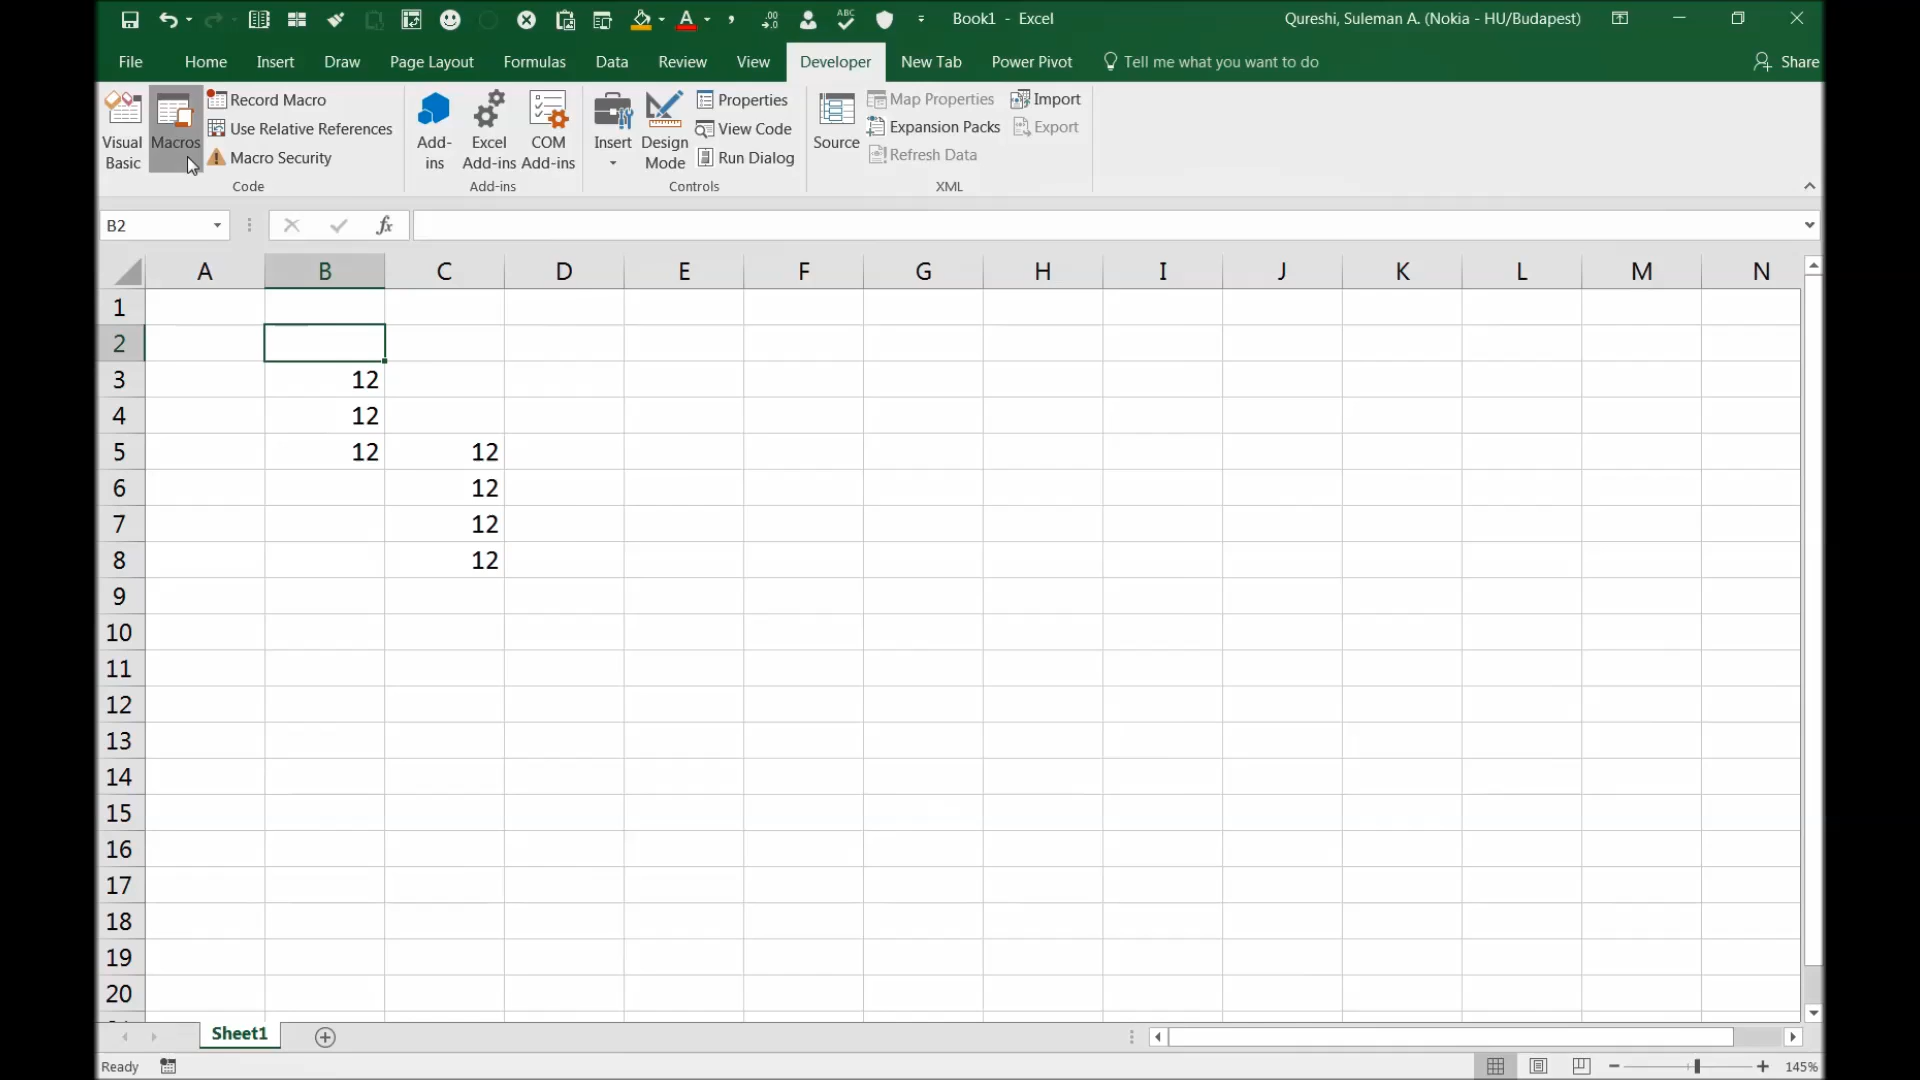 Book1 - Excel
Qureshi, Suleman A. (Nokia - HU/Budapest)
File Home Insert Draw Page Layout Formulas Data Review View Developer New Tab Power Pivot Tell me what you want to do Share
Visual Basic
Macros
Record Macro
Use Relative References
Macro Security
Code
Add-ins
Excel Add-ins
COM Add-ins
Add-ins
Insert
Design Mode
Properties
View Code
Run Dialog
Controls
Source
Map Properties
Expansion Packs
Refresh Data
Import
Export
XML
B2 fx
A B C D E F G H I J K L M N
1
2
3 12
4 12
5 12 12
6 12
7 12
8 12
9
10
11
12
13
14
15
16
17
18
19
20
Sheet1
Ready 145%